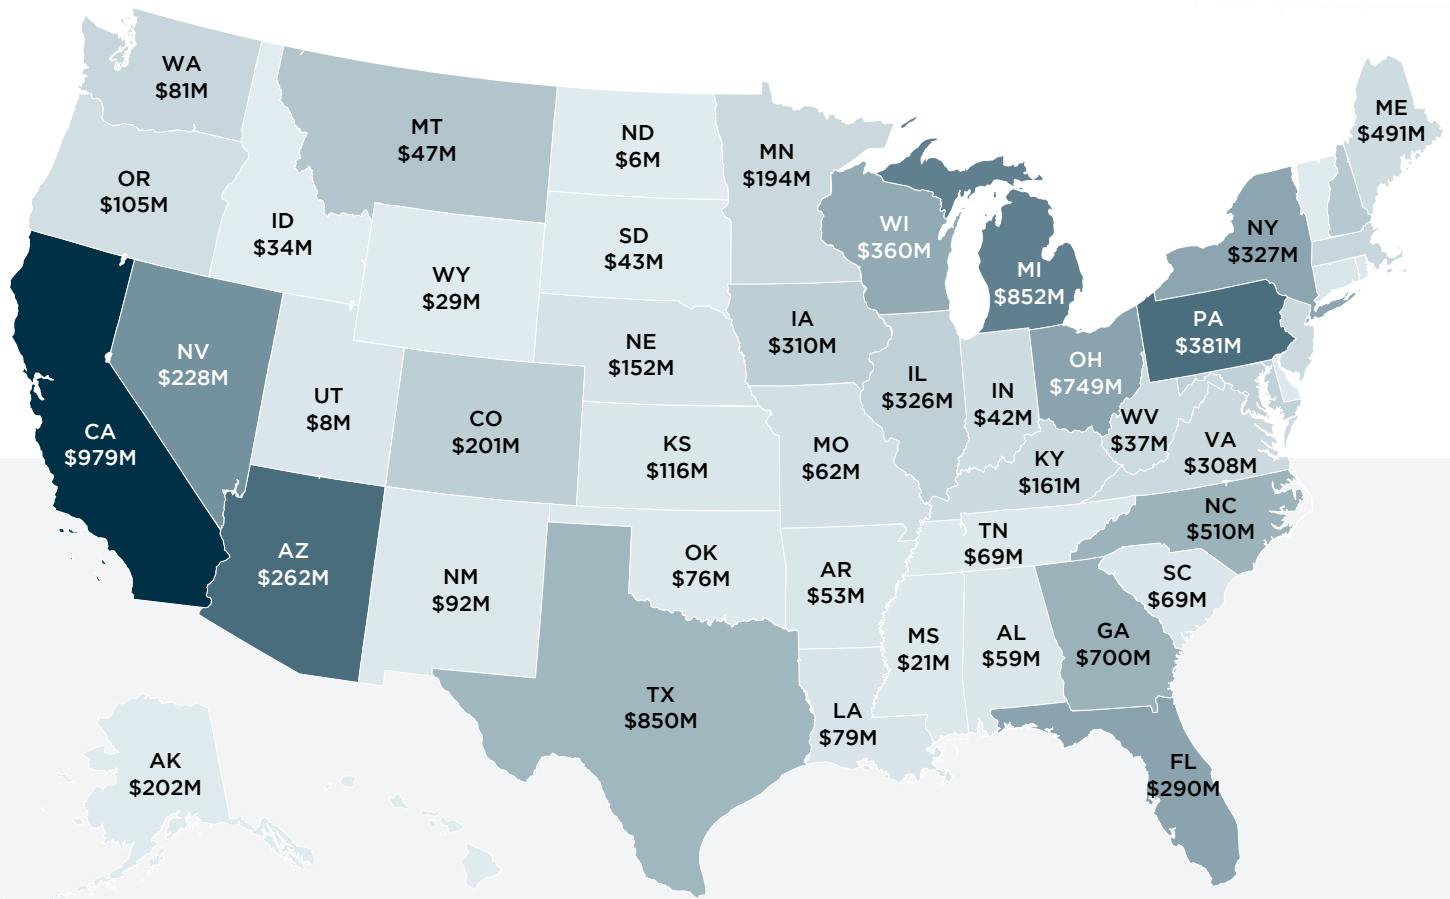 WA
$81M
OR
$105M
ID
$34M
MT
$47M
ND
$6M
MN
$194M
ME
$491M
SD
$43M
WY
$29M
WI
$360M
MI
$852M
NY
$327M
NV
$228M
UT
$8M
CA
$979M
CO
$201M
NE
$152M
IA
$310M
IL
$326M
IN
$42M
OH
$749M
PA
$381M
WV
$37M
VA
$308M
KS
$116M
MO
$62M
KY
$161M
NC
$510M
TN
$69M
SC
$69M
AZ
$262M
NM
$92M
OK
$76M
AR
$53M
MS
$21M
AL
$59M
GA
$700M
TX
$850M
LA
$79M
FL
$290M
AK
$202M